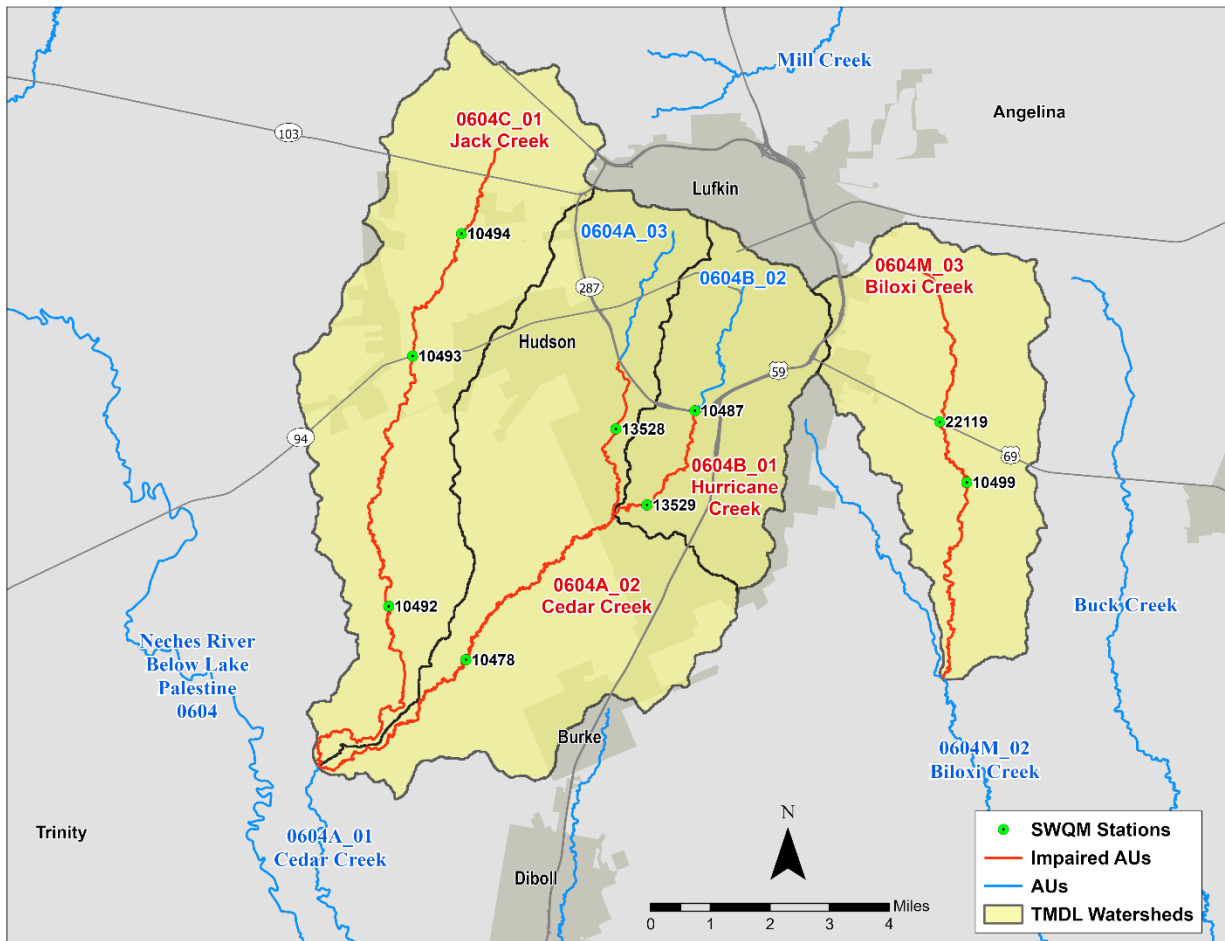 Mill Creek
Angelina
0604C_01
Jack Creek
103
Lufkin
10494
0604A_03
0604B_02
0604M_03
Biloxi Creek
287
Hudson
10493
59
94
10487
22119
13528
69
0604B_01
Hurricane
Creek
10499
13529
0604A_02
Cedar Creek
10492
Buck Creek
Neches River
Below Lake
Palestine
0604
10478
Burke
0604M_02
Biloxi Creek
Trinity
0604A_01
Cedar Creek
Diboll
N
Miles
0 1 2 3 4
SWQM Stations
Impaired AUs
AUs
TMDL Watersheds